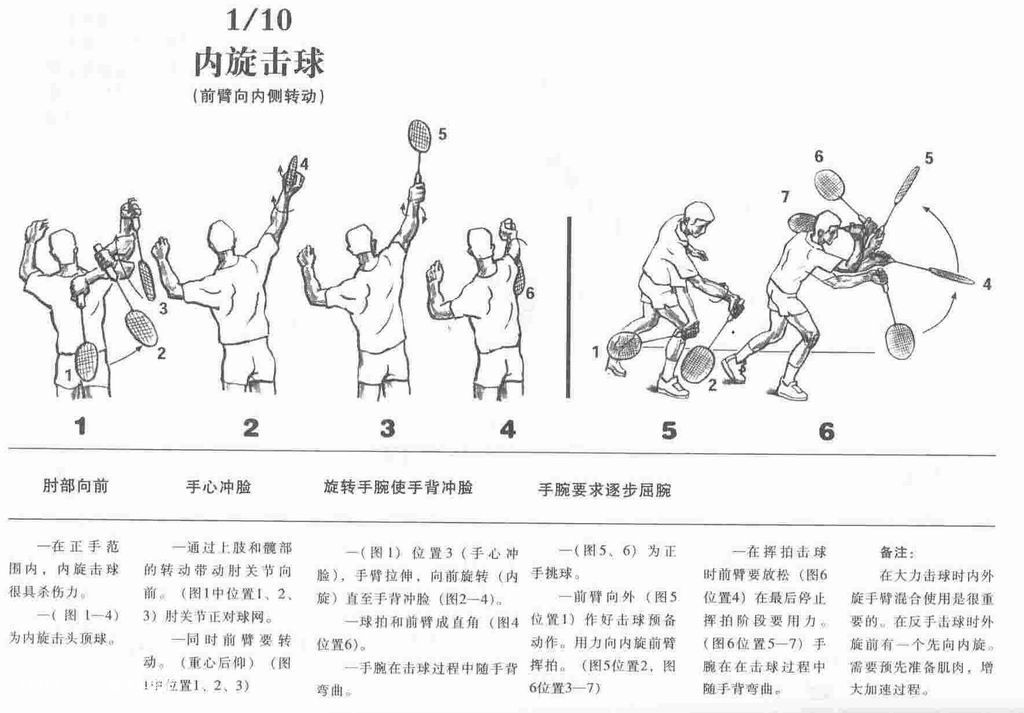 1/10
内旋击球
(前臂向内侧转动)
1
2
3
4
5
6
1
2
3
4
5
6
7
1
2
3
4
5
6
肘部向前
手心冲脸
旋转手腕使手背冲脸
手腕要求逐步屈腕
—在正手范
围内，内旋击球
很具杀伤力。
—(图1—4)
为内旋击头顶球。
—通过上肢和髋部
的转动带动肘关节向
前。(图1中位置1、2、
3) 肘关节正对球网。
—同时前臂要转
动。(重心后仰) (图
1中位置1、2、3)
—(图1) 位置3 (手心冲
脸)，手臂拉伸，向前旋转 (内
旋) 直至手背冲脸 (图2—4)。
—球拍和前臂成直角 (图4
位置6)。
—手腕在击球过程中随手背
弯曲。
—(图5、6) 为正
手挑球。
—前臂向外 (图5
位置1) 作好击球预备
动作。用力向内旋前臂
挥拍。(图5位置2，图
6位置3—7)
—在挥拍击球
时前臂要放松 (图6
位置4) 在最后停止
挥拍阶段要用力。
(图6位置5—7) 手
腕在在击球过程中
随手背弯曲。
备注：
在大力击球时内外
旋手臂混合使用是很重
要的。在反手击球时外
旋前有一个先向内旋。
需要预先准备肌肉，增
大加速过程。